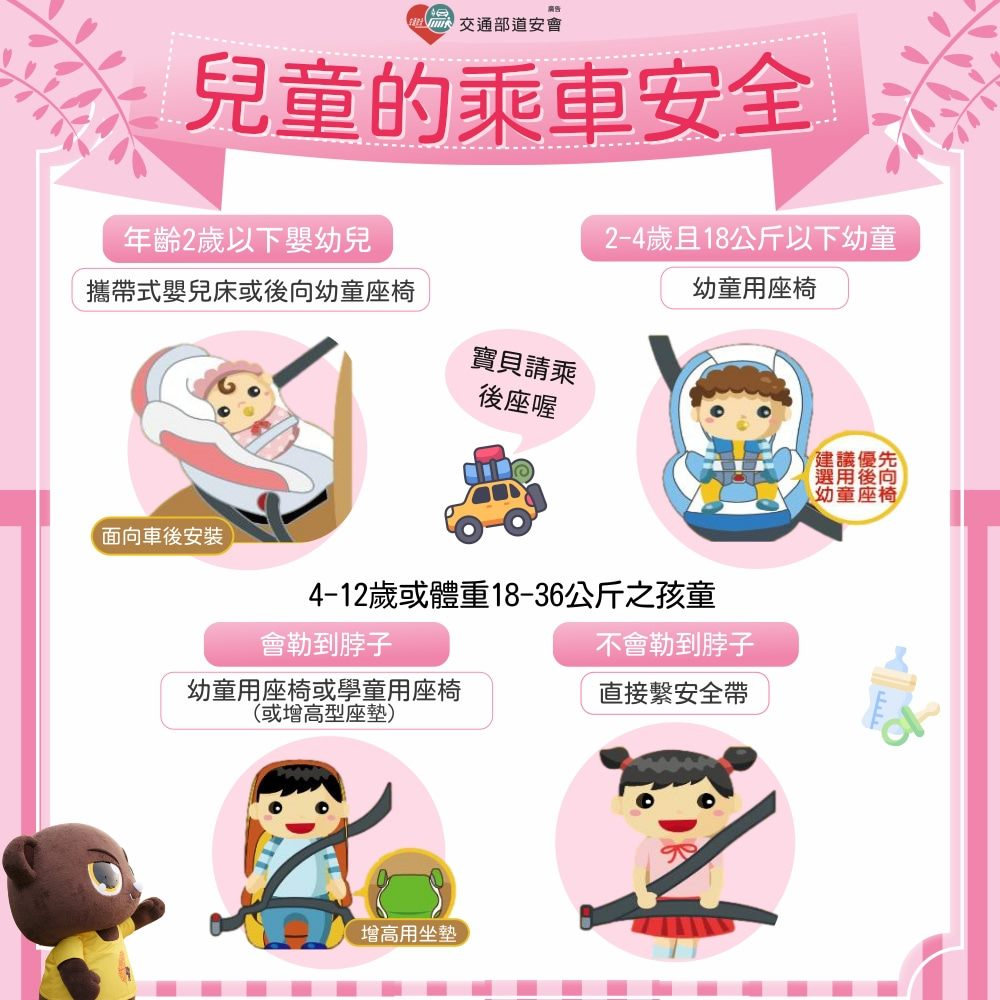 廣告
交通部道安會
兒童的乘車安全
年齡2歲以下嬰幼兒
攜帶式嬰兒床或後向幼童座椅
面向車後安裝
2-4歲且18公斤以下幼童
幼童用座椅
建議優先
選用後向
幼童座椅
寶貝請乘
後座喔
4-12歲或體重18-36公斤之孩童
會勒到脖子
幼童用座椅或學童用座椅
(或增高型座墊)
增高用坐墊
不會勒到脖子
直接繫安全帶